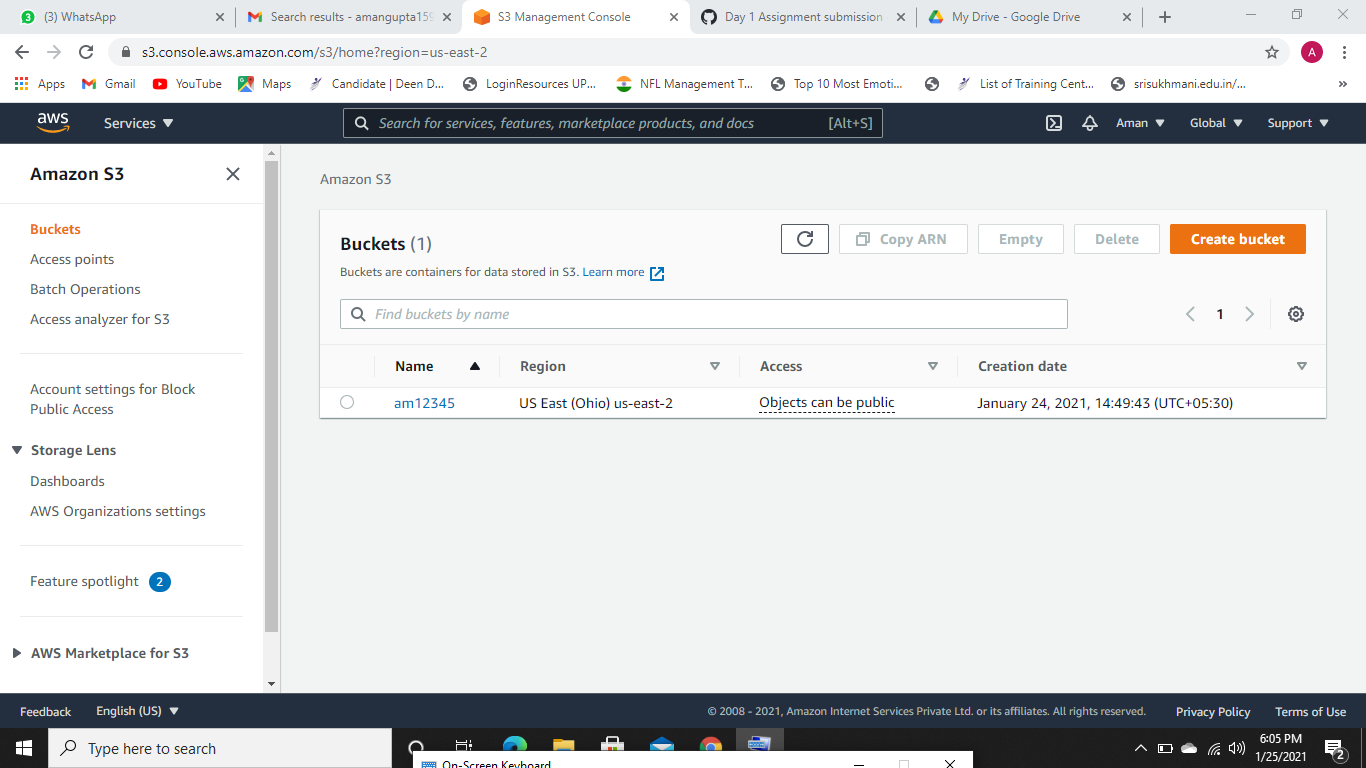 (3) WhatsApp
Search results - amangupta159
S3 Management Console
Day 1 Assignment submission
My Drive - Google Drive
s3.console.aws.amazon.com/s3/home?region=us-east-2
A
Apps
Gmail
YouTube
Maps
Candidate | Deen D...
LoginResources UP...
NFL Management T...
Top 10 Most Emoti...
List of Training Cent...
srisukhmani.edu.in/...
»
aws
Services
Search for services, features, marketplace products, and docs
[Alt+S]
Aman
Global
Support
Amazon S3
Buckets
Access points
Batch Operations
Access analyzer for S3
Account settings for Block
Public Access
Storage Lens
Dashboards
AWS Organizations settings
Feature spotlight 2
AWS Marketplace for S3
Amazon S3
Buckets (1)
Copy ARN
Empty
Delete
Create bucket
Buckets are containers for data stored in S3. Learn more
Find buckets by name
1
Name
Region
Access
Creation date
am12345
US East (Ohio) us-east-2
Objects can be public
January 24, 2021, 14:49:43 (UTC+05:30)
Feedback
English (US)
© 2008 - 2021, Amazon Internet Services Private Ltd. or its affiliates. All rights reserved.
Privacy Policy
Terms of Use
Type here to search
On-Screen Keyboard
6:05 PM
1/25/2021
2